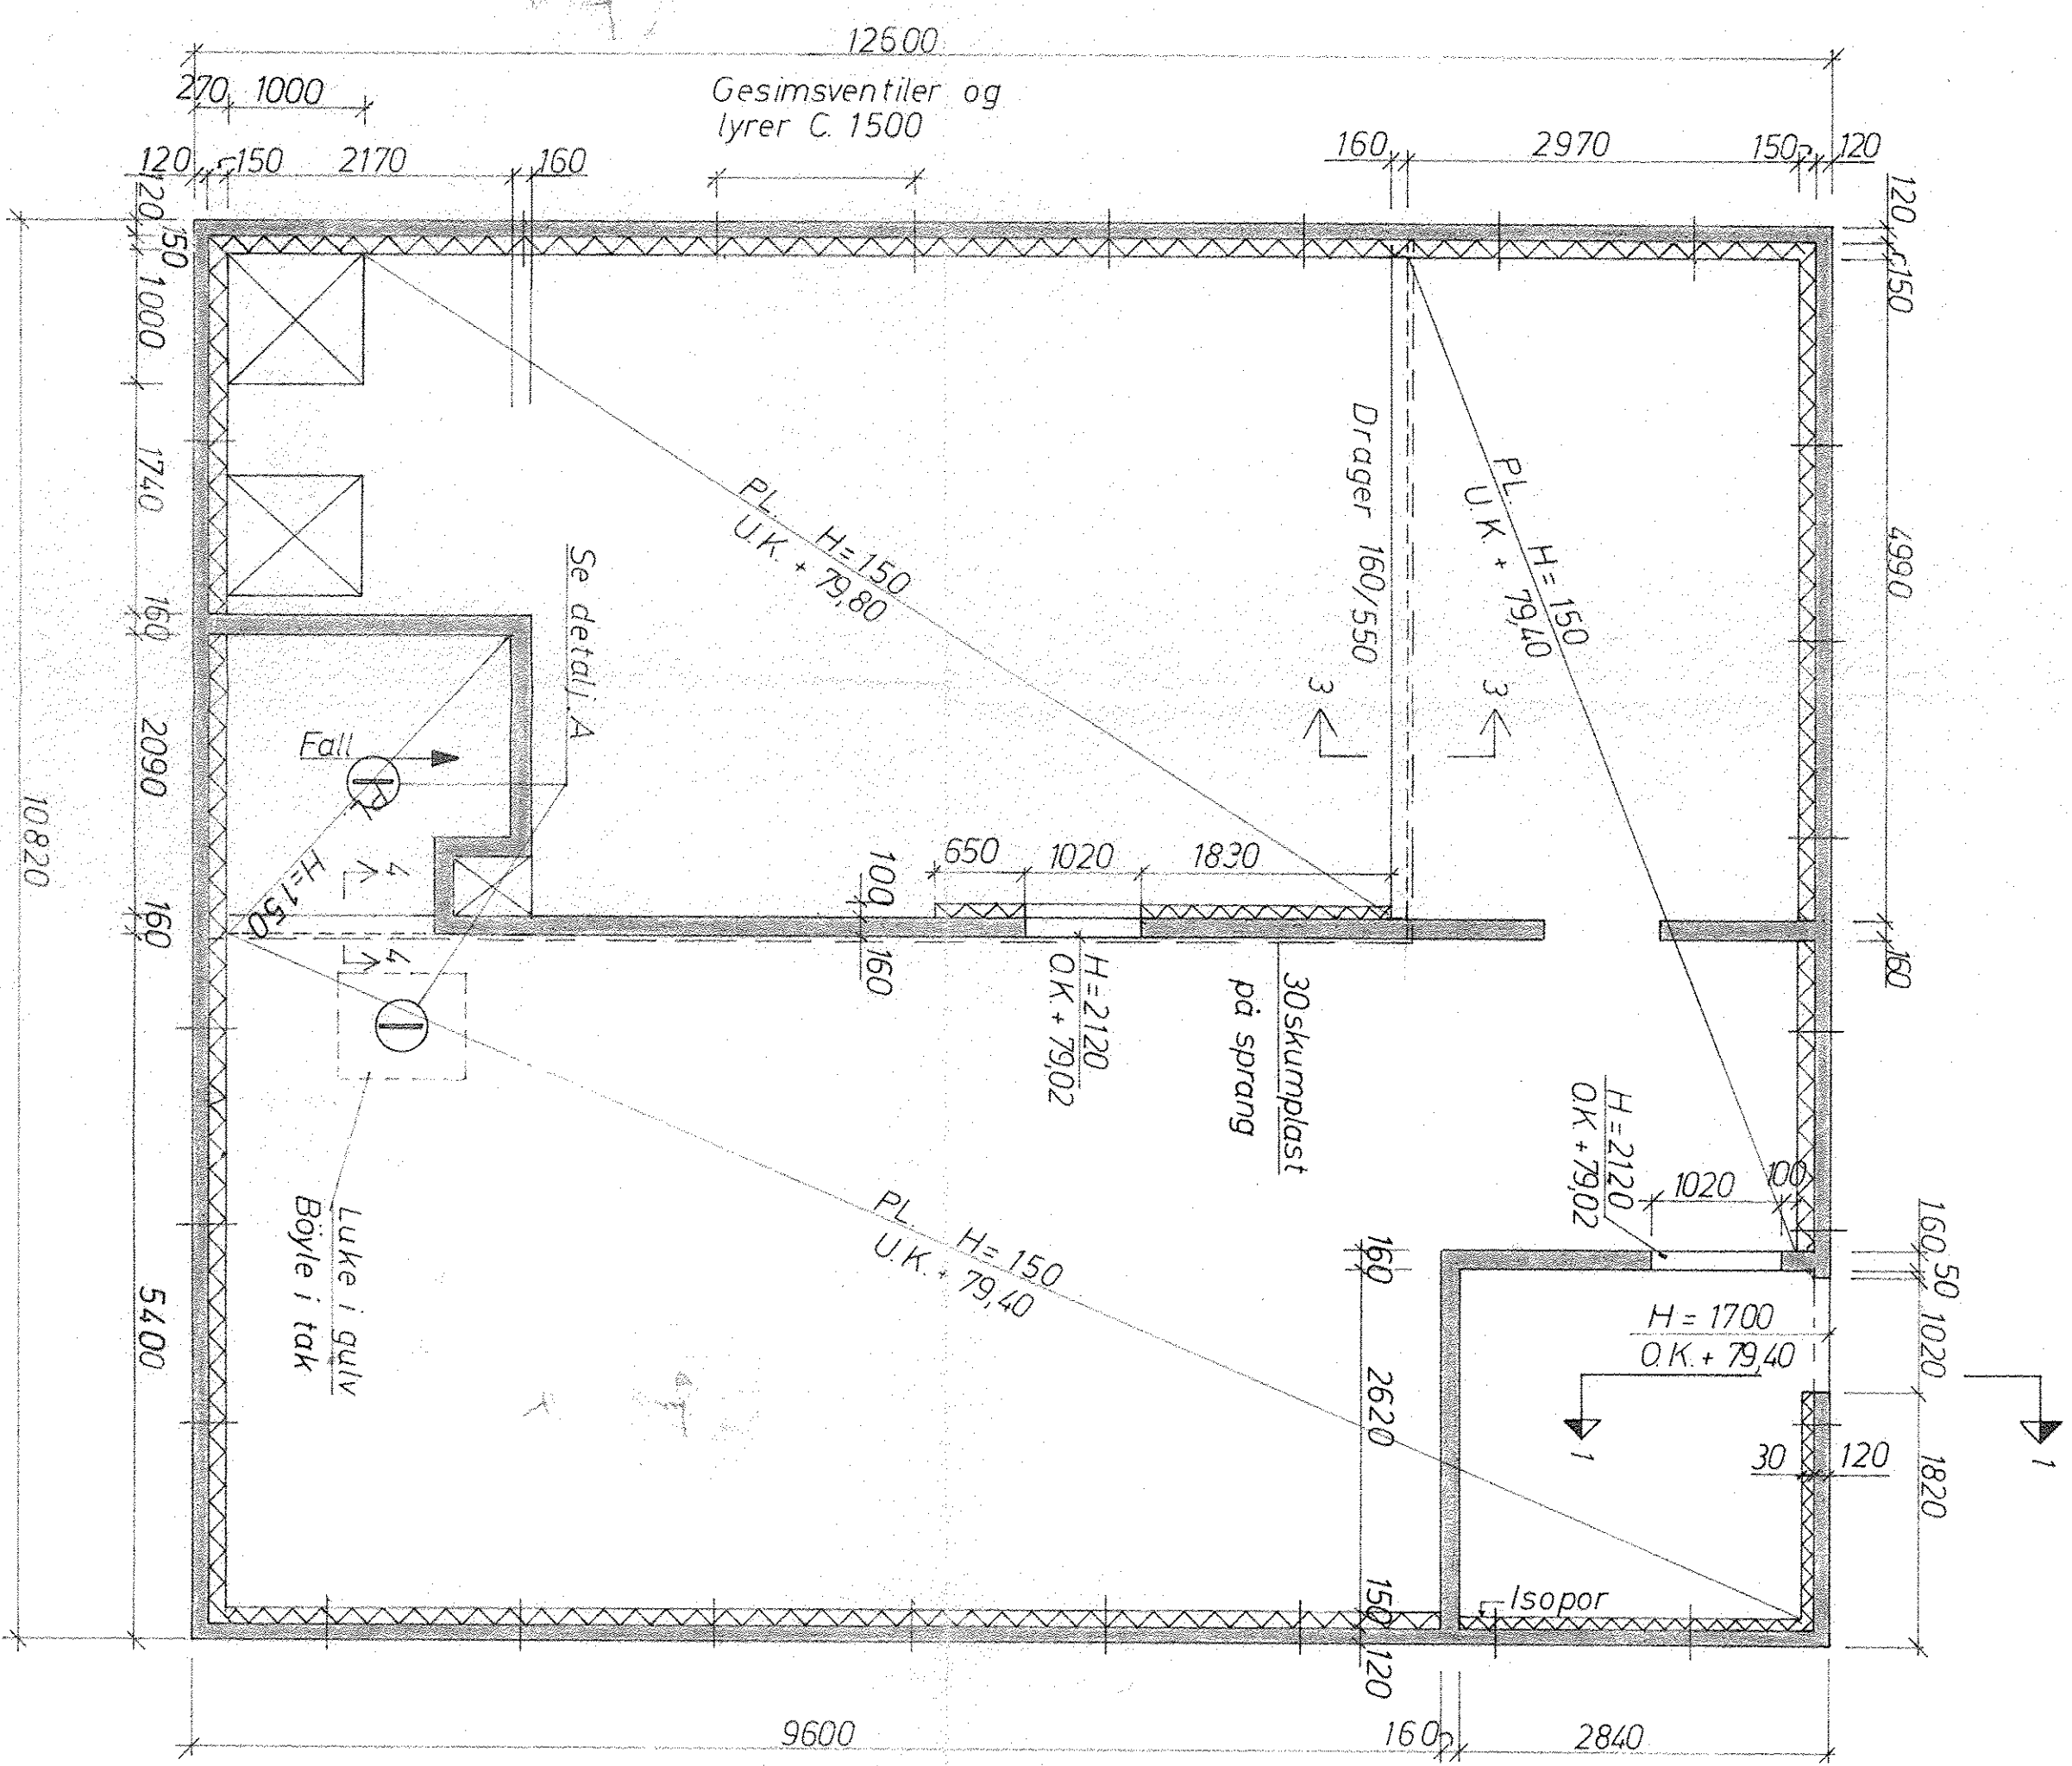 12600
270 1000
Gesimsventiler og
lyrer C. 1500
120 150 2170 160
160 2970 150 120
120
150
1000
1740
160
2090
160
5400
10820
120
150
4990
160
PL. H=150
U.K. + 79,80
Drager 160/550
PL. H=150
U.K. + 79,40
3 3
Se detalj. A
Fall
PL
H=150
4
4
100
650 1020 1830
160
H=2120
O.K. + 79,02
30 skumplast
på sprang
H=2120
O.K. + 79,02
1020 100
160 50
1020
1820
Luke i gulv
Böyle i tak
PL. H= 150
U.K. + 79,40
160
2620
150
120
H = 1700
O.K. + 79,40
1
1
30 120
Isopor
9600 160 2840